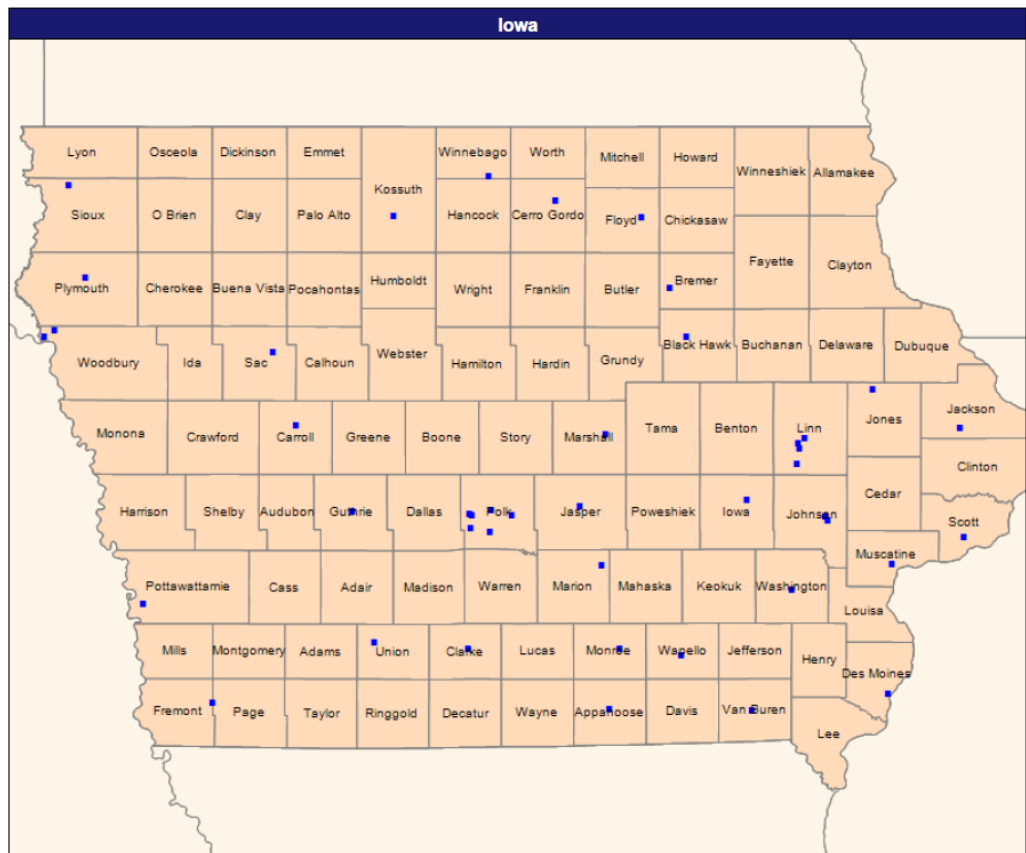 Iowa
Lyon Osceola Dickinson Emmet Winnebago Worth Mitchell Howard Winneshiek Allamakee
Kossuth
Sioux O Brien Clay Palo Alto Hancock Cerro Gordo Floyd Chickasaw
Fayette Clayton
Plymouth Cherokee Buena Vista Pocahontas Humboldt Wright Franklin Butler Bremer
Woodbury Ida Sac Calhoun Webster Hamilton Hardin Grundy Black Hawk Buchanan Delaware Dubuque
Monona Crawford Carroll Greene Boone Story Marshall Tama Benton Linn Jones Jackson
Clinton
Harrison Shelby Audubon Guthrie Dallas Polk Jasper Poweshiek Iowa Johnson Cedar Scott
Muscatine
Pottawattamie Cass Adair Madison Warren Marion Mahaska Keokuk Washington
Louisa
Mills Montgomery Adams Union Clarke Lucas Monroe Wapello Jefferson Henry Des Moines
Fremont Page Taylor Ringgold Decatur Wayne Appanoose Davis Van Buren
Lee